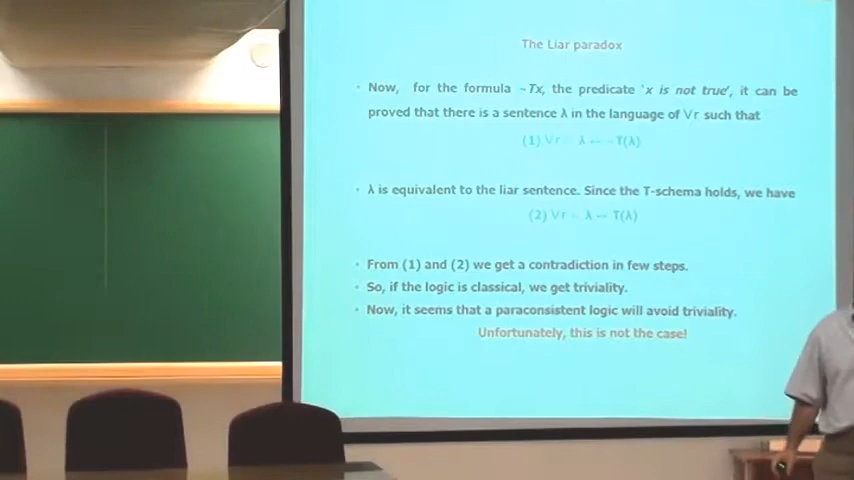 The Liar paradox
• Now, for the formula ~Tx, the predicate 'x is not true', it can be
proved that there is a sentence λ in the language of Vr such that
(1) Vr λ T(λ)
• λ is equivalent to the liar sentence. Since the T-schema holds, we have
(2) Vr λ T(λ)
• From (1) and (2) we get a contradiction in few steps.
• So, if the logic is classical, we get triviality.
• Now, it seems that a paraconsistent logic will avoid triviality.
Unfortunately, this is not the case!